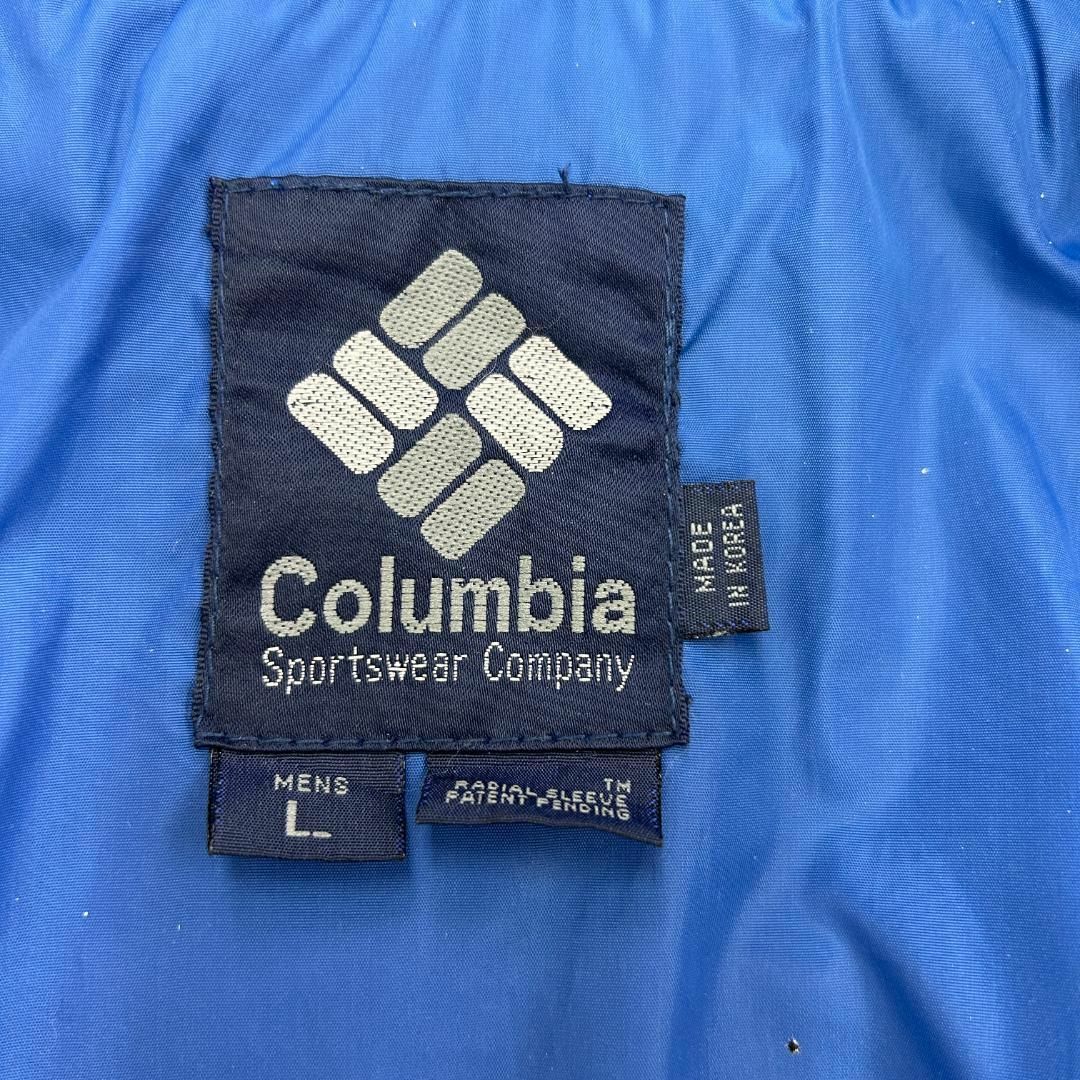 Columbia
Sportswear Company
MADE
IN KOREA
MENS
L
RADIAL SLEEVE TM
PATENT PENDING